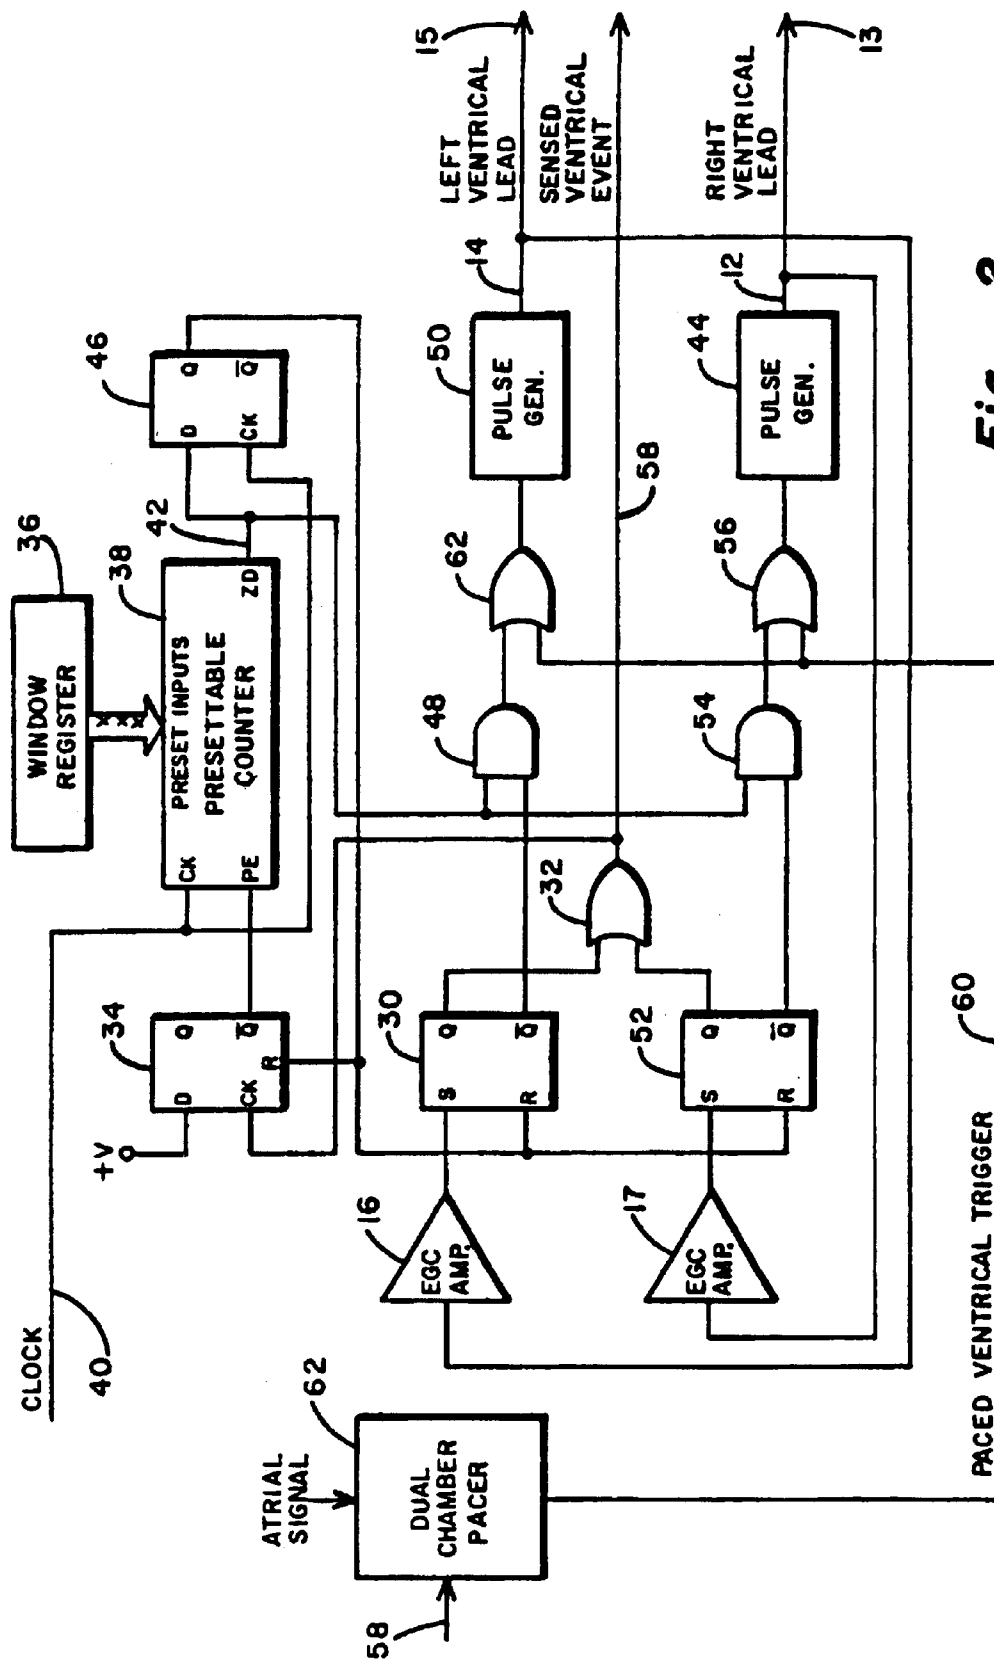 CLOCK
40
+V
D
Q
CK
Q
R
34
WINDOW
REGISTER
36
CK
PRESET INPUTS
PE
PRESETTABLE
COUNTER
ZD
38
42
D
Q
CK
Q
46
ATRIAL
SIGNAL
62
DUAL
CHAMBER
PACER
58
EGC
AMP.
16
S
Q
R
Q
30
EGC
AMP.
17
S
Q
R
Q
52
32
48
54
62
56
PULSE
GEN.
50
PULSE
GEN.
44
14
12
58
LEFT
VENTRICAL
LEAD
15
SENSED
VENTRICAL
EVENT
RIGHT
VENTRICAL
LEAD
13
PACED VENTRICAL TRIGGER
60